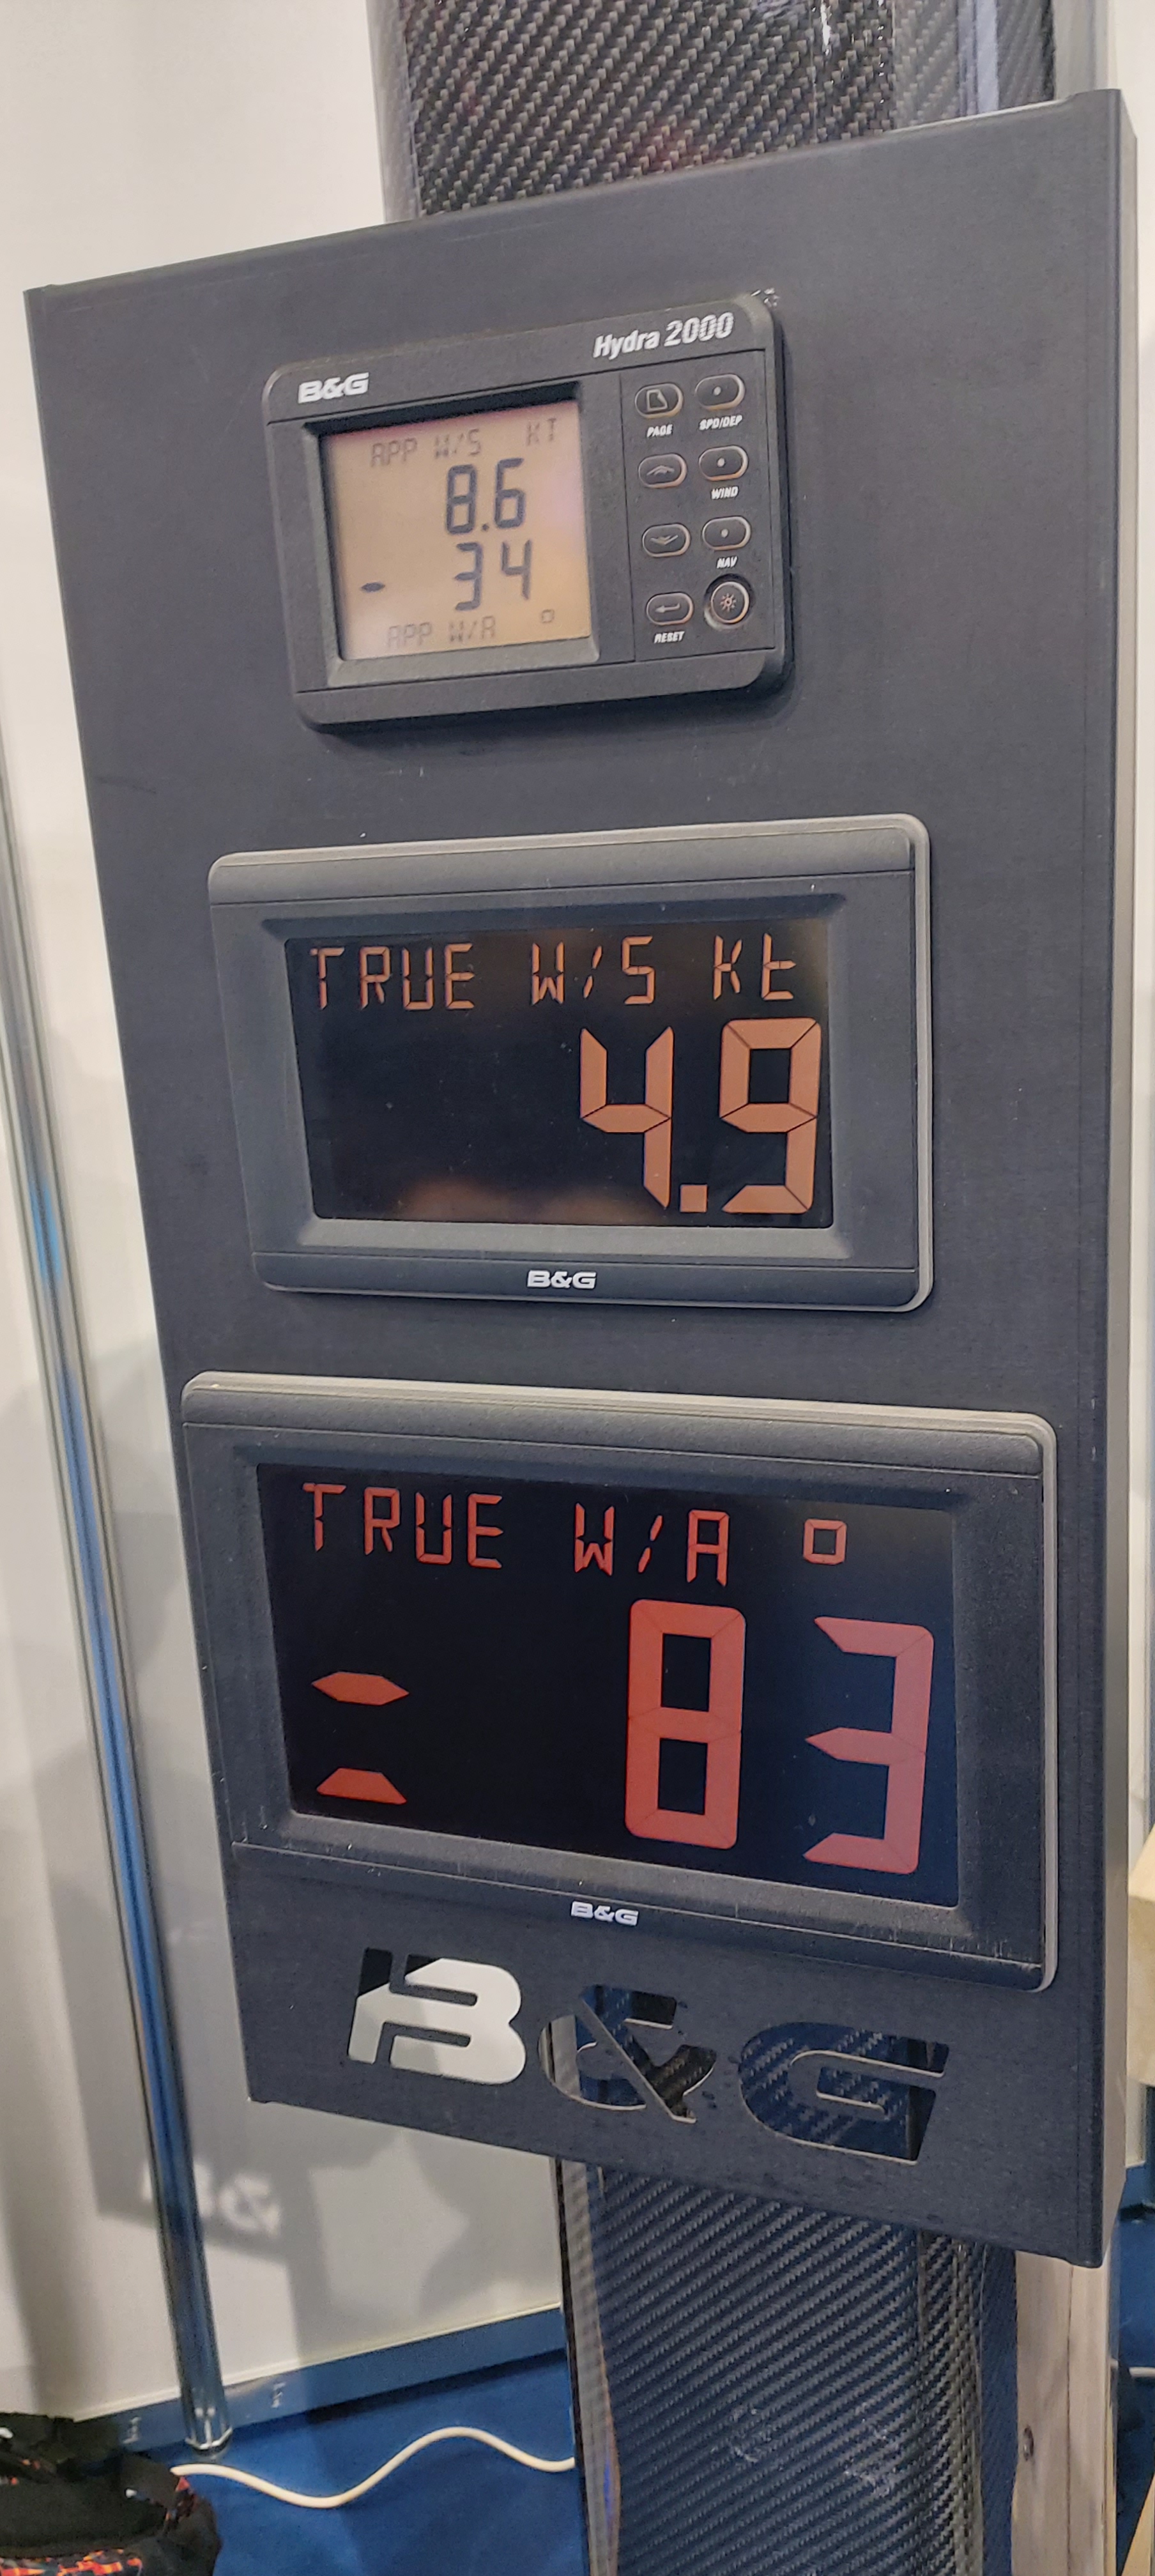 Hydra 2000
B&G
APP W/S KT
8.6
- 34
APP W/A °
PAGE
SPD/DEP
WIND
NAV
RESET
TRUE W/S Kt
4.9
B&G
TRUE W/A °
= 83
B&G
B&G